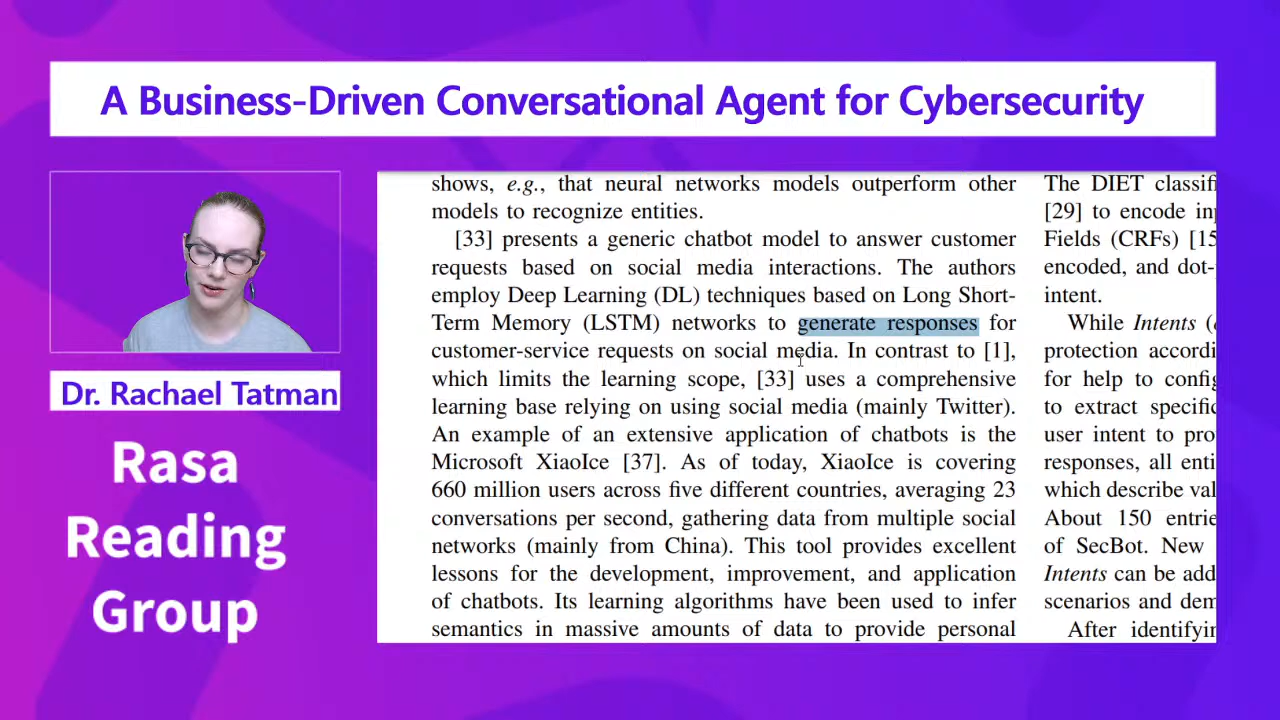 A Business-Driven Conversational Agent for Cybersecurity
Dr. Rachael Tatman
Rasa
Reading
Group
shows, e.g., that neural networks models outperform other
models to recognize entities.
[33] presents a generic chatbot model to answer customer
requests based on social media interactions. The authors
employ Deep Learning (DL) techniques based on Long Short-
Term Memory (LSTM) networks to generate responses for
customer-service requests on social media. In contrast to [1],
which limits the learning scope, [33] uses a comprehensive
learning base relying on using social media (mainly Twitter).
An example of an extensive application of chatbots is the
Microsoft XiaoIce [37]. As of today, XiaoIce is covering
660 million users across five different countries, averaging 23
conversations per second, gathering data from multiple social
networks (mainly from China). This tool provides excellent
lessons for the development, improvement, and application
of chatbots. Its learning algorithms have been used to infer
semantics in massive amounts of data to provide personal
The DIET classif
[29] to encode in
Fields (CRFs) [15
encoded, and dot-
intent.
While Intents (
protection accordi
for help to config
to extract specific
user intent to pro
responses, all enti
which describe val
About 150 entrie
of SecBot. New
Intents can be add
scenarios and dem
After identifyin